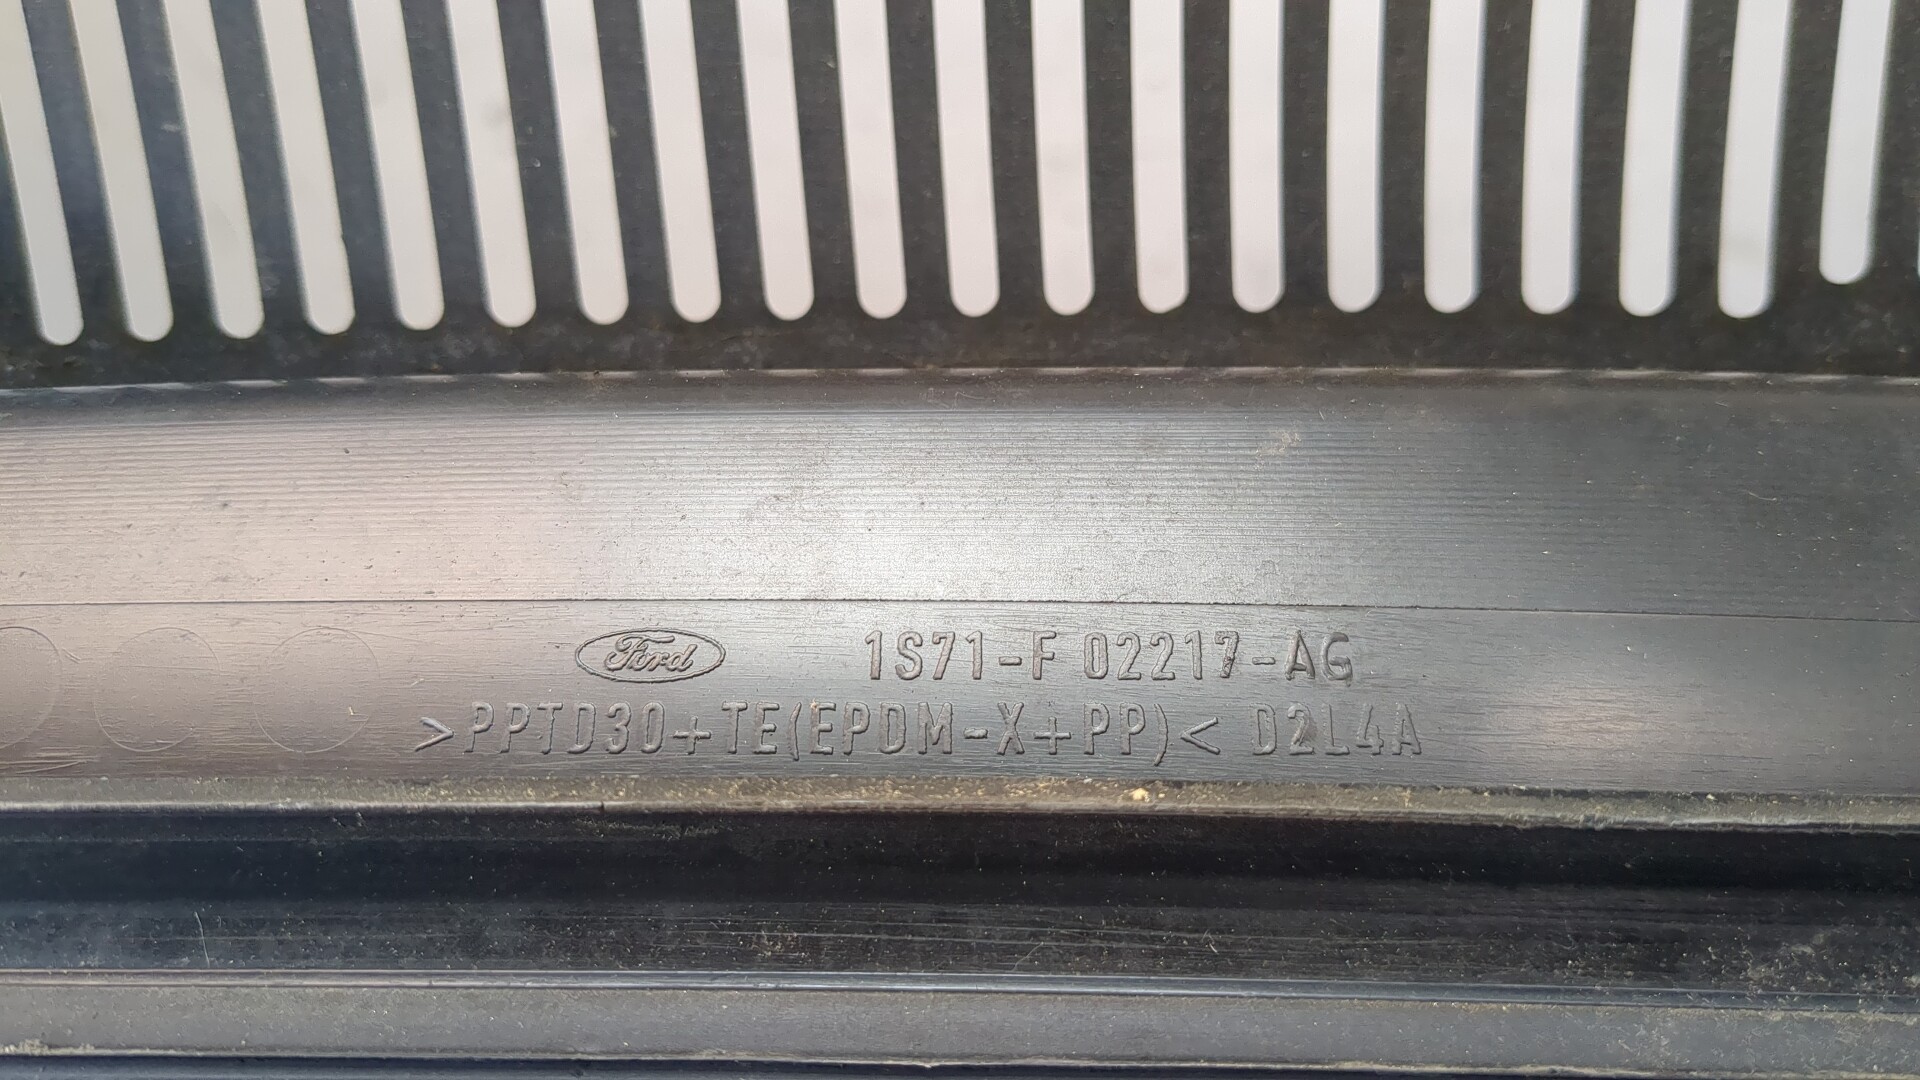 Ford 1S71-F 02217-AG
>PPTD30+TE(EPDM-X+PP)< D2L4A